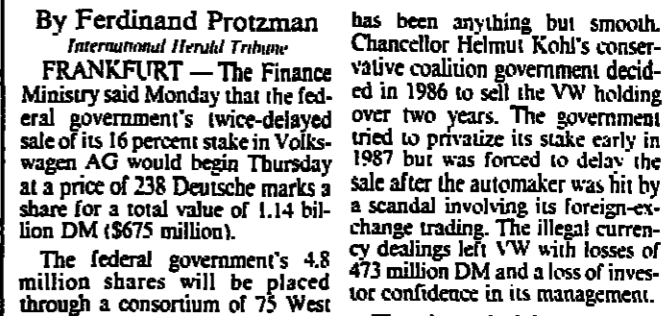 By Ferdinand Protzman
International Herald Tribune
FRANKFURT — The Finance
Ministry said Monday that the fed-
eral government's twice-delayed
sale of its 16 percent stake in Volks-
wagen AG would begin Thursday
at a price of 238 Deutsche marks a
share for a total value of 1.14 bil-
lion DM ($675 million).
The federal government's 4.8
million shares will be placed
through a consortium of 75 West
has been anything but smooth.
Chancellor Helmut Kohl's conser-
vative coalition government decid-
ed in 1986 to sell the VW holding
over two years. The government
tried to privatize its stake early in
1987 but was forced to delay the
sale after the automaker was hit by
a scandal involving its foreign-ex-
change trading. The illegal curren-
cy dealings left VW with losses of
473 million DM and a loss of inves-
tor confidence in its management.